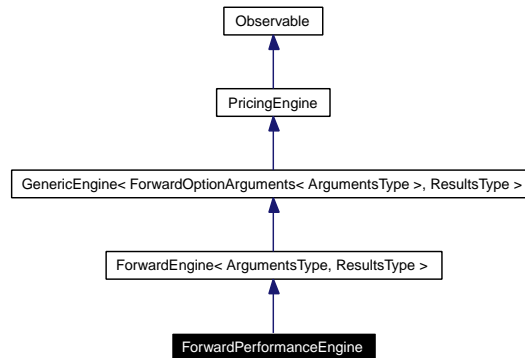 Observable
PricingEngine
GenericEngine< ForwardOptionArguments< ArgumentsType >, ResultsType >
ForwardEngine< ArgumentsType, ResultsType >
ForwardPerformanceEngine